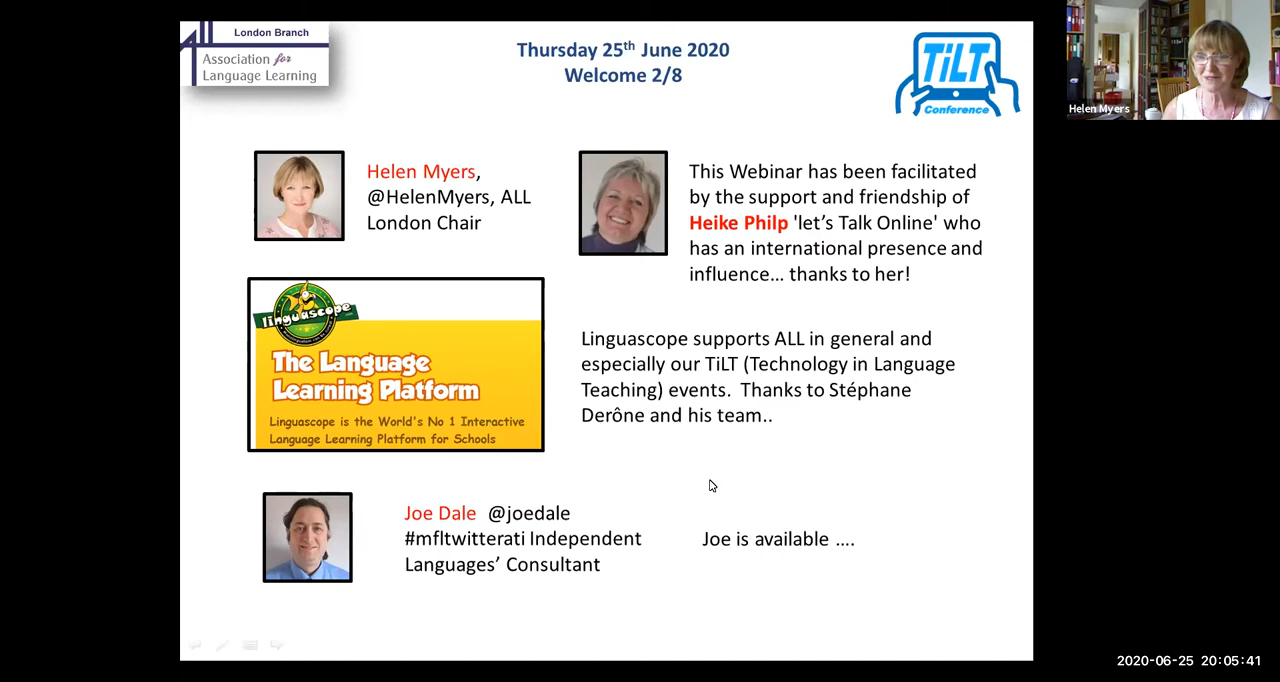 London Branch
ALL
Association for
Language Learning
Thursday 25th June 2020
Welcome 2/8
TiLT
Conference
Helen Myers
Helen Myers,
@HelenMyers, ALL
London Chair
This Webinar has been facilitated
by the support and friendship of
Heike Philp 'let’s Talk Online' who
has an international presence and
influence… thanks to her!
linguascope
The Language
Learning Platform
Linguascope is the World's No 1 Interactive
Language Learning Platform for Schools
Linguascope supports ALL in general and
especially our TiLT (Technology in Language
Teaching) events.  Thanks to Stéphane
Derône and his team..
Joe Dale  @joedale
#mfltwitterati Independent
Languages’ Consultant
Joe is available ….
2020-06-25 20:05:41